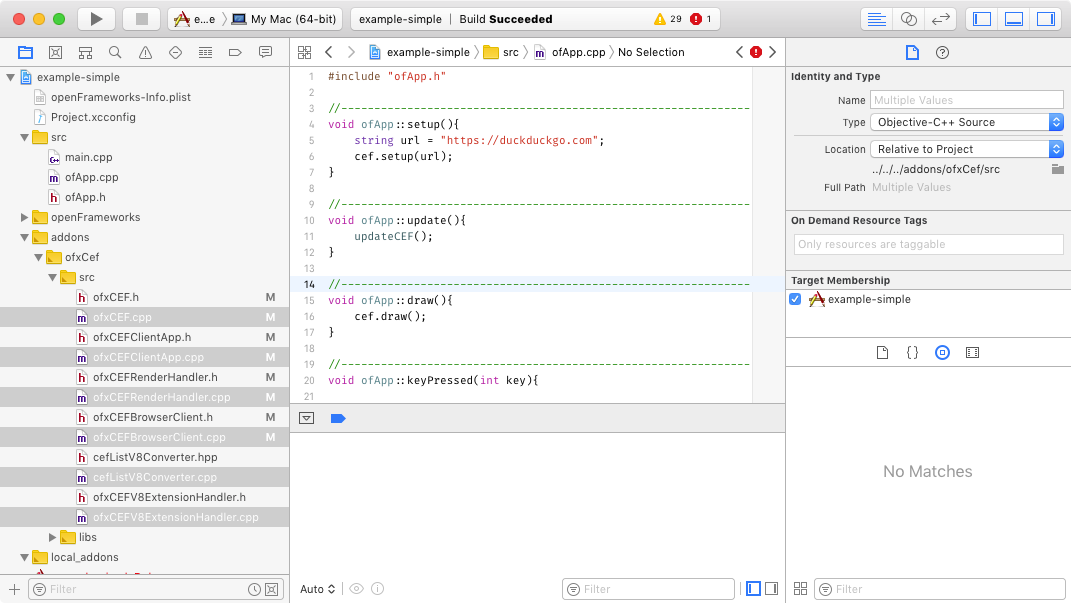 e...e My Mac (64-bit) example-simple Build Succeeded 29 1
example-simple src ofApp.cpp No Selection
example-simple
openFrameworks-Info.plist
Project.xcconfig
src
main.cpp
ofApp.cpp
ofApp.h
openFrameworks
addons
ofxCef
src
ofxCEF.h M
ofxCEF.cpp M
ofxCEFClientApp.h M
ofxCEFClientApp.cpp M
ofxCEFRenderHandler.h M
ofxCEFRenderHandler.cpp M
ofxCEFBrowserClient.h M
ofxCEFBrowserClient.cpp M
cefListV8Converter.hpp
cefListV8Converter.cpp
ofxCEFV8ExtensionHandler.h
ofxCEFV8ExtensionHandler.cpp
libs
local_addons
Filter
1 #include "ofApp.h"
2
3 //--------------------------------------------------------------
4 void ofApp::setup(){
5 string url = "https://duckduckgo.com";
6 cef.setup(url);
7 }
8
9 //--------------------------------------------------------------
10 void ofApp::update(){
11 updateCEF();
12 }
13
14 //--------------------------------------------------------------
15 void ofApp::draw(){
16 cef.draw();
17 }
18
19 //--------------------------------------------------------------
20 void ofApp::keyPressed(int key){
21
Auto Filter
Identity and Type
Name Multiple Values
Type Objective-C++ Source
Location Relative to Project
../../../addons/ofxCef/src
Full Path Multiple Values
On Demand Resource Tags
Only resources are taggable
Target Membership
example-simple
{}
No Matches
Filter